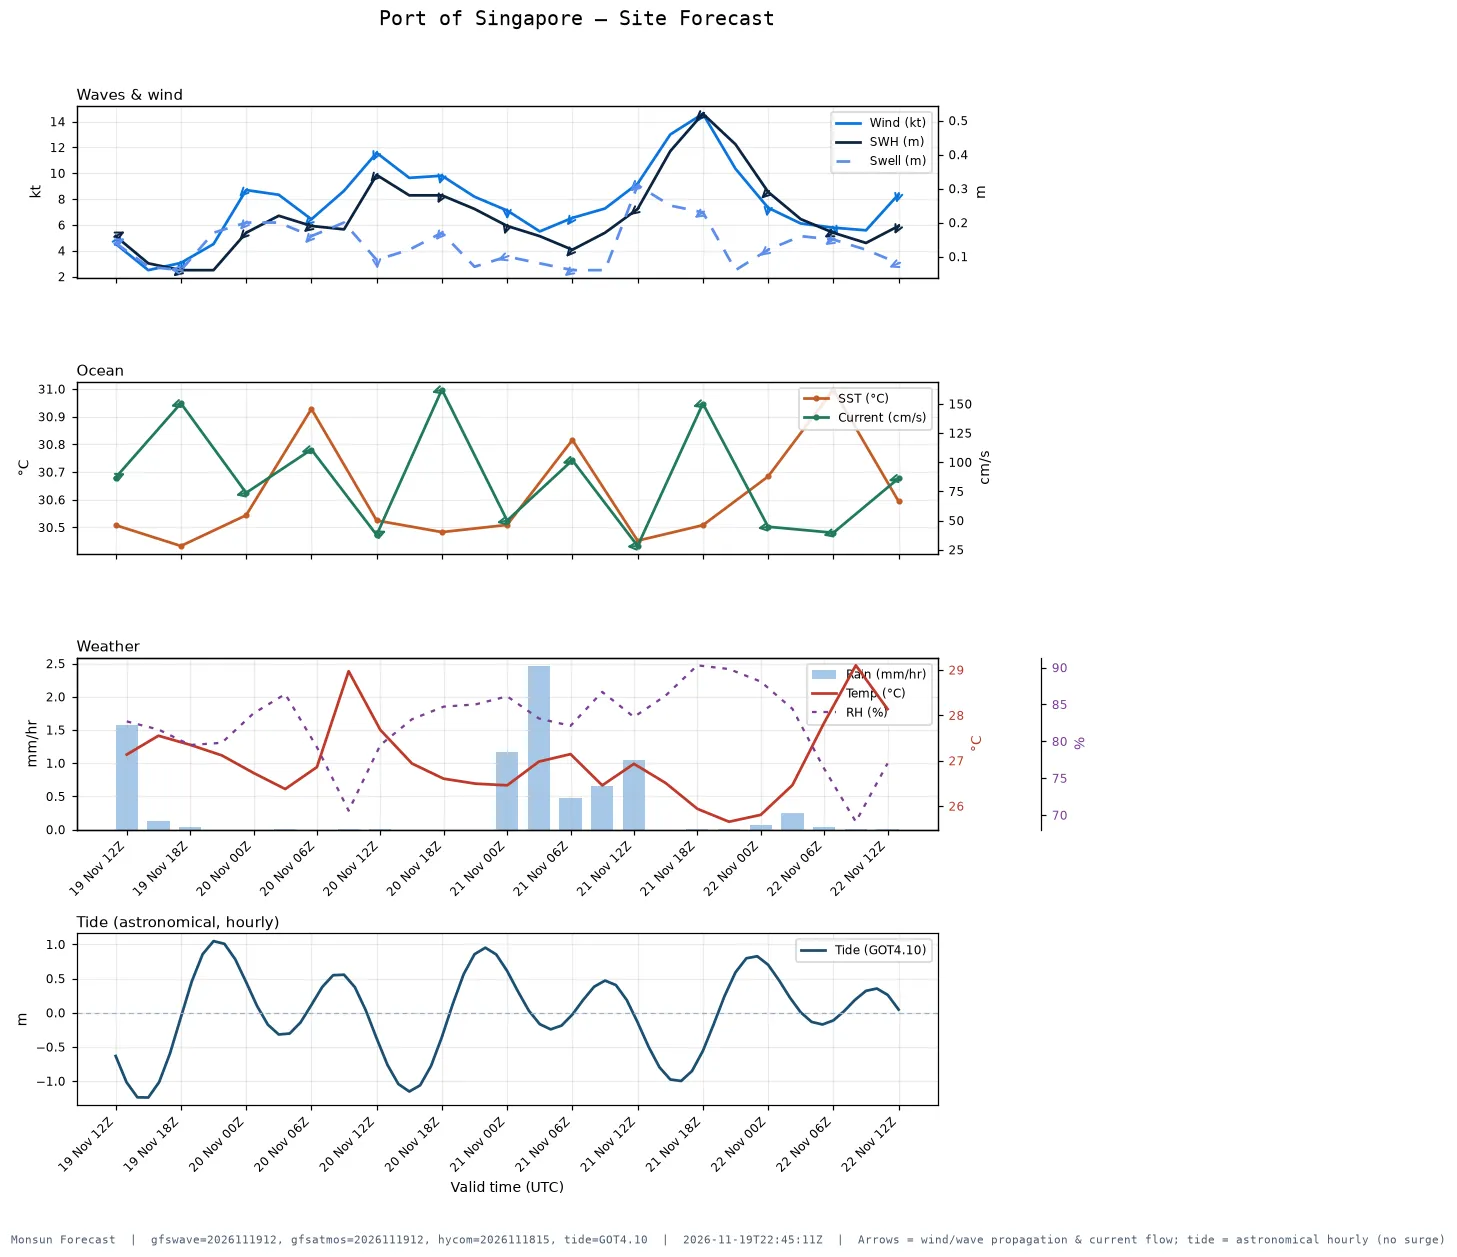 Port of Singapore — Site Forecast
Waves & wind
14
12
10
8
6
4
2
kt
0.5
0.4
0.3
0.2
0.1
m
Wind (kt)
SWH (m)
Swell (m)
Ocean
31.0
30.9
30.8
30.7
30.6
30.5
°C
150
125
100
75
50
25
cm/s
SST (°C)
Current (cm/s)
Weather
2.5
2.0
1.5
1.0
0.5
0.0
mm/hr
29
28
27
26
°C
90
85
80
75
70
%
Rain (mm/hr)
Temp (°C)
RH (%)
19 Nov 12Z
19 Nov 18Z
20 Nov 00Z
20 Nov 06Z
20 Nov 12Z
20 Nov 18Z
21 Nov 00Z
21 Nov 06Z
21 Nov 12Z
21 Nov 18Z
22 Nov 00Z
22 Nov 06Z
22 Nov 12Z
Tide (astronomical, hourly)
1.0
0.5
0.0
−0.5
−1.0
m
Tide (GOT4.10)
19 Nov 12Z
19 Nov 18Z
20 Nov 00Z
20 Nov 06Z
20 Nov 12Z
20 Nov 18Z
21 Nov 00Z
21 Nov 06Z
21 Nov 12Z
21 Nov 18Z
22 Nov 00Z
22 Nov 06Z
22 Nov 12Z
Valid time (UTC)
Monsun Forecast | gfswave=2026111912, gfsatmos=2026111912, hycom=2026111815, tide=GOT4.10 | 2026-11-19T22:45:11Z | Arrows = wind/wave propagation & current flow; tide = astronomical hourly (no surge)